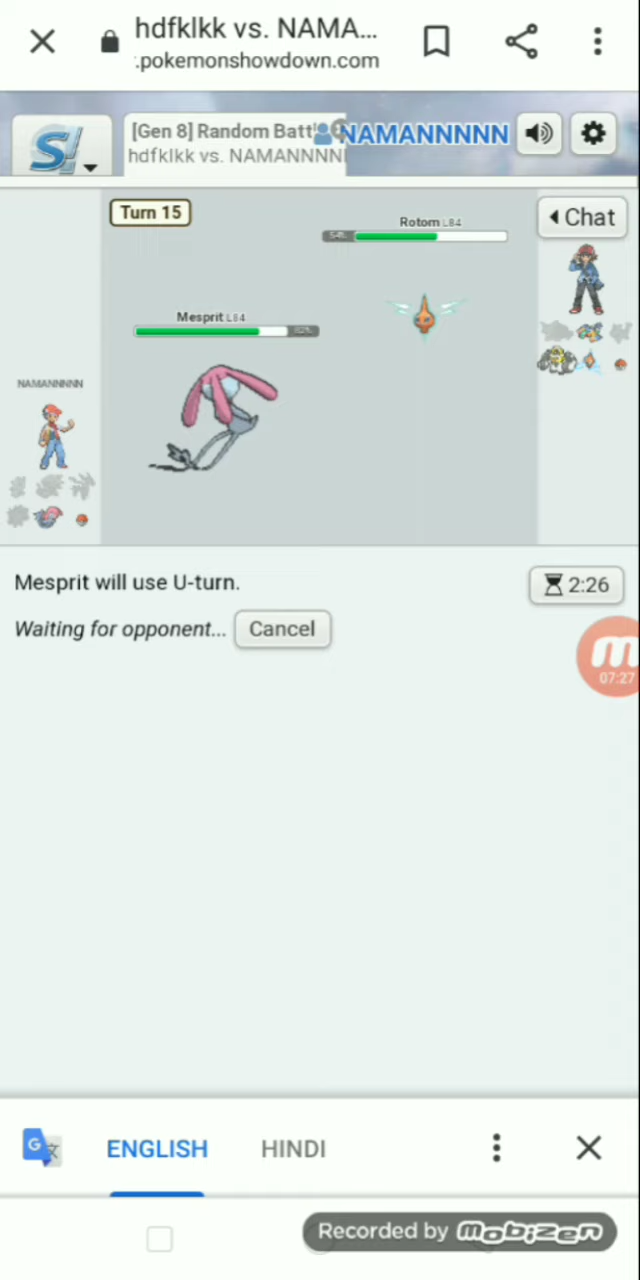 hdfklkk vs. NAMA...
.pokemonshowdown.com
[Gen 8] Random Batt
hdfklkk vs. NAMANNNN
NAMANNNNN
Turn 15
Rotom L84
Chat
Mesprit L84
NAMANNNNN
Mesprit will use U-turn.
2:26
Waiting for opponent...
Cancel
07:27
ENGLISH
HINDI
Recorded by mobizen